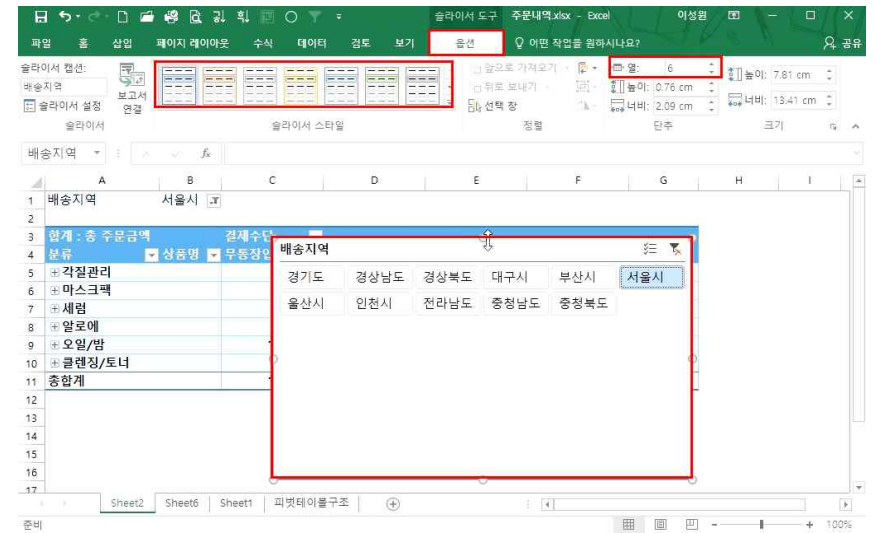 슬라이서 도구 주문내역.xlsx - Excel 이성원
파일 홈 삽입 페이지 레이아웃 수식 데이터 검토 보기 옵션 어떤 작업을 원하시나요? 공유
슬라이서 캡션:
배송지역
슬라이서 설정
보고서
연결
앞으로 가져오기
뒤로 보내기
선택 창
열: 6
높이: 0.76 cm
너비: 2.09 cm
높이: 7.81 cm
너비: 13.41 cm
슬라이서 슬라이서 스타일 정렬 단추 크기
배송지역 fx
A B C D E F G H I
1 배송지역 서울시
2
3 합계 : 총 주문금액 결제수단
4 분류 상품명 무통장입
5 각질관리
6 마스크팩
7 세럼
8 알로에
9 오일/밤
10 클렌징/토너
11 총합계
12
13
14
15
16
17
배송지역
경기도 경상남도 경상북도 대구시 부산시 서울시
울산시 인천시 전라남도 충청남도 충청북도
Sheet2 Sheet6 Sheet1 피벗테이블구조
준비 100%